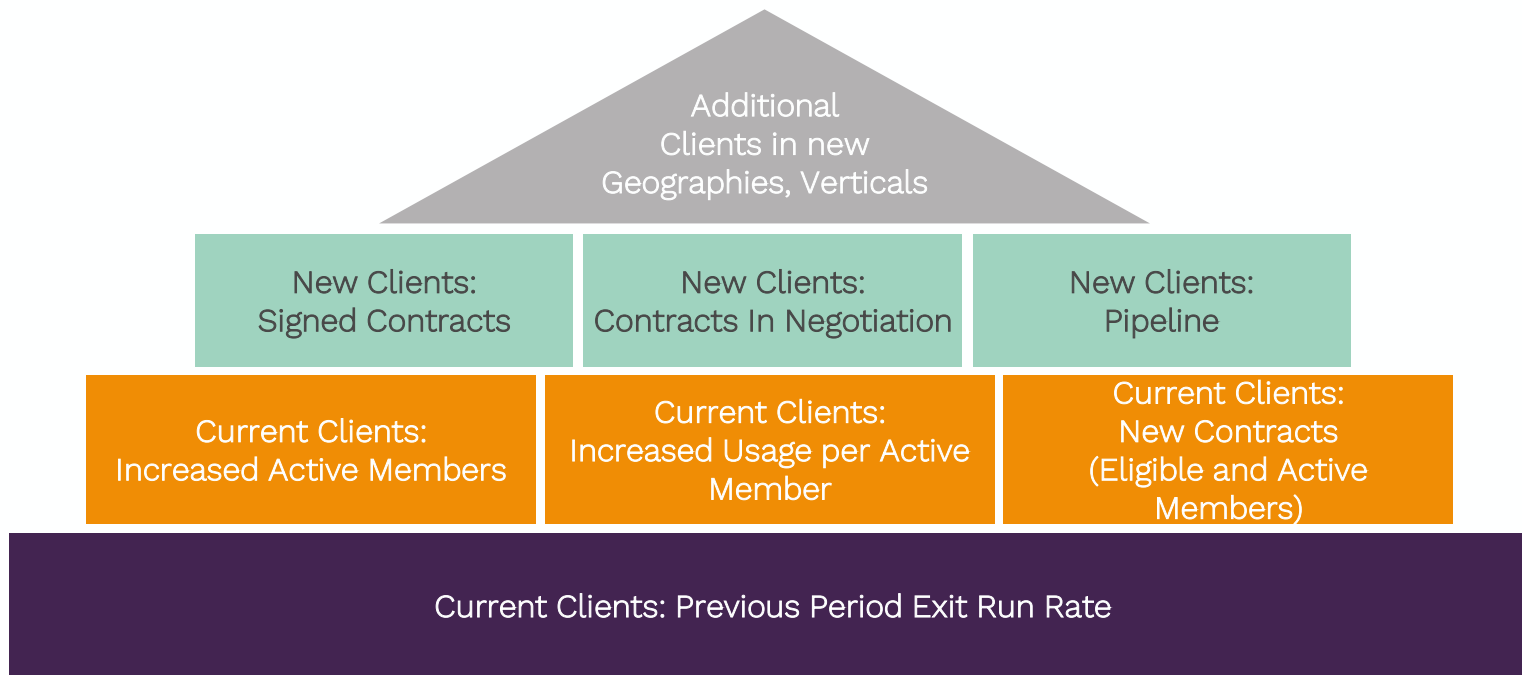 Additional
Clients in new
Geographies, Verticals
New Clients:
Signed Contracts
New Clients:
Contracts In Negotiation
New Clients:
Pipeline
Current Clients:
Increased Active Members
Current Clients:
Increased Usage per Active
Member
Current Clients:
New Contracts
(Eligible and Active
Members)
Current Clients: Previous Period Exit Run Rate